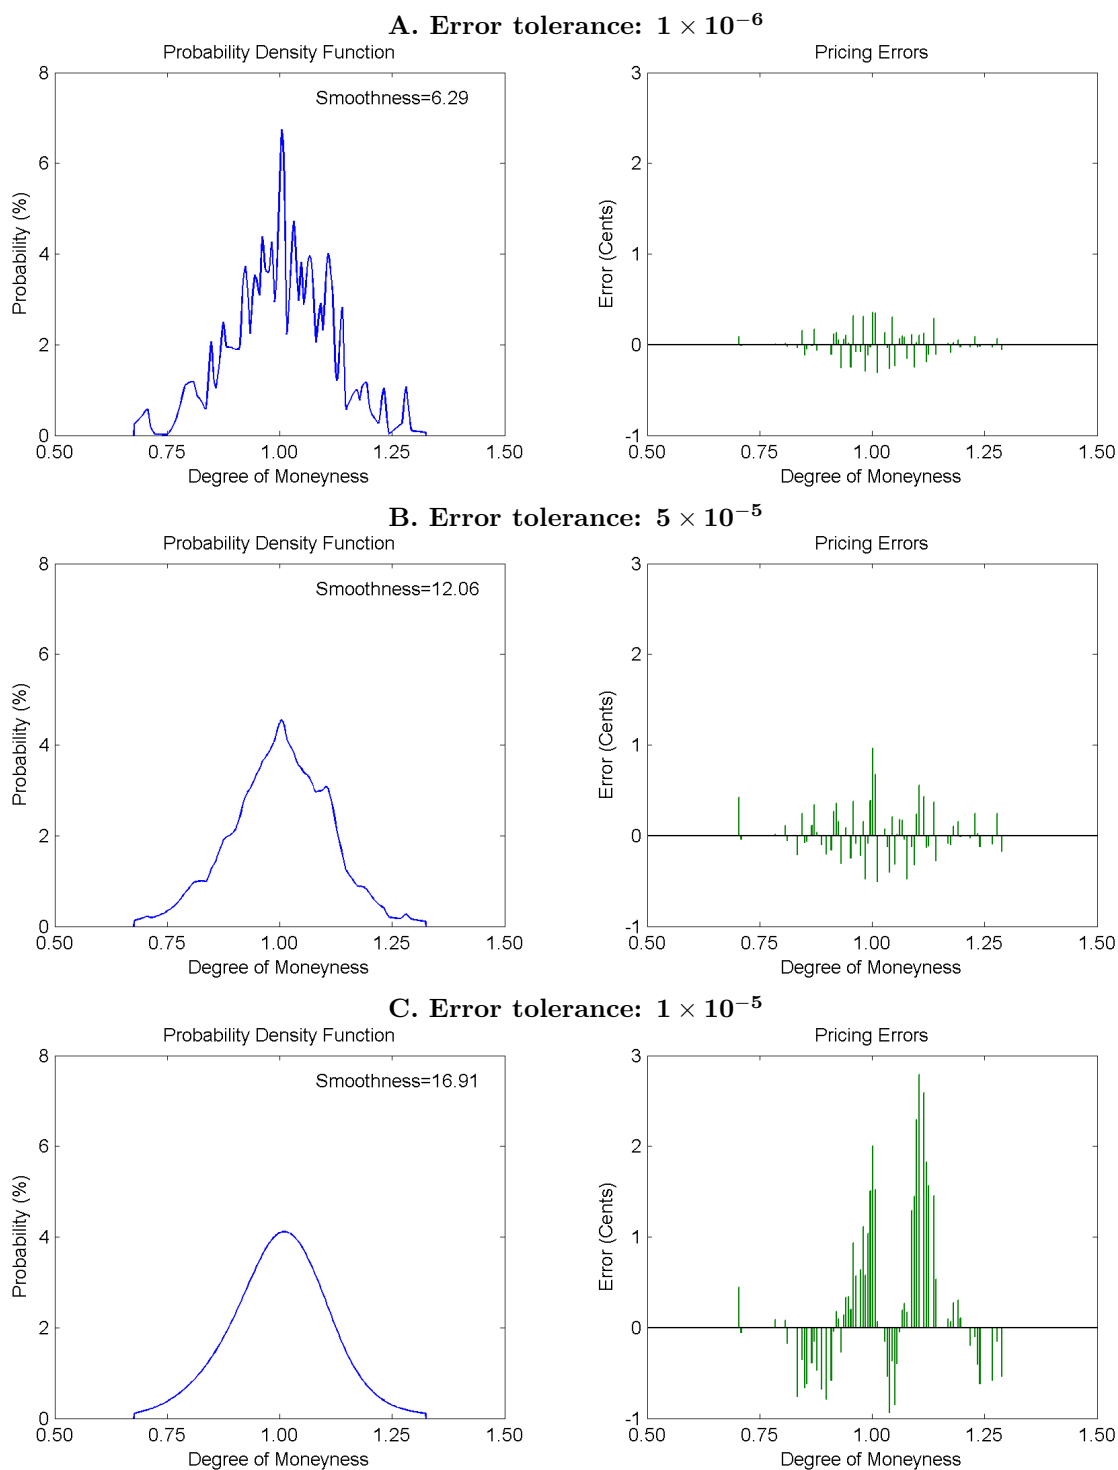 A. Error tolerance: 1 × 10⁻⁶
Probability Density Function
Pricing Errors
8
6
4
2
0
Probability (%)
Smoothness=6.29
0.50
0.75
1.00
1.25
1.50
Degree of Moneyness
3
2
1
0
-1
Error (Cents)
0.50
0.75
1.00
1.25
1.50
Degree of Moneyness
B. Error tolerance: 5 × 10⁻⁵
Probability Density Function
Pricing Errors
8
6
4
2
0
Probability (%)
Smoothness=12.06
0.50
0.75
1.00
1.25
1.50
Degree of Moneyness
3
2
1
0
-1
Error (Cents)
0.50
0.75
1.00
1.25
1.50
Degree of Moneyness
C. Error tolerance: 1 × 10⁻⁵
Probability Density Function
Pricing Errors
8
6
4
2
0
Probability (%)
Smoothness=16.91
0.50
0.75
1.00
1.25
1.50
Degree of Moneyness
3
2
1
0
-1
Error (Cents)
0.50
0.75
1.00
1.25
1.50
Degree of Moneyness